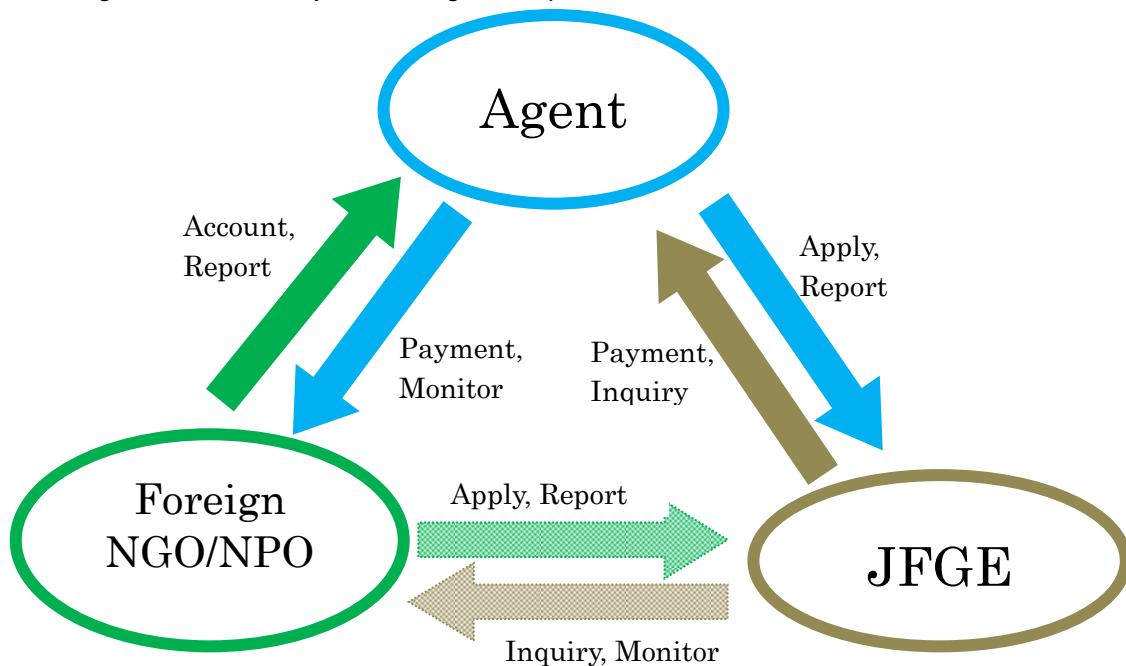 Agent
Account,
Report
Apply,
Report
Payment,
Monitor
Payment,
Inquiry
Foreign
NGO/NPO
Apply, Report
JFGE
Inquiry, Monitor